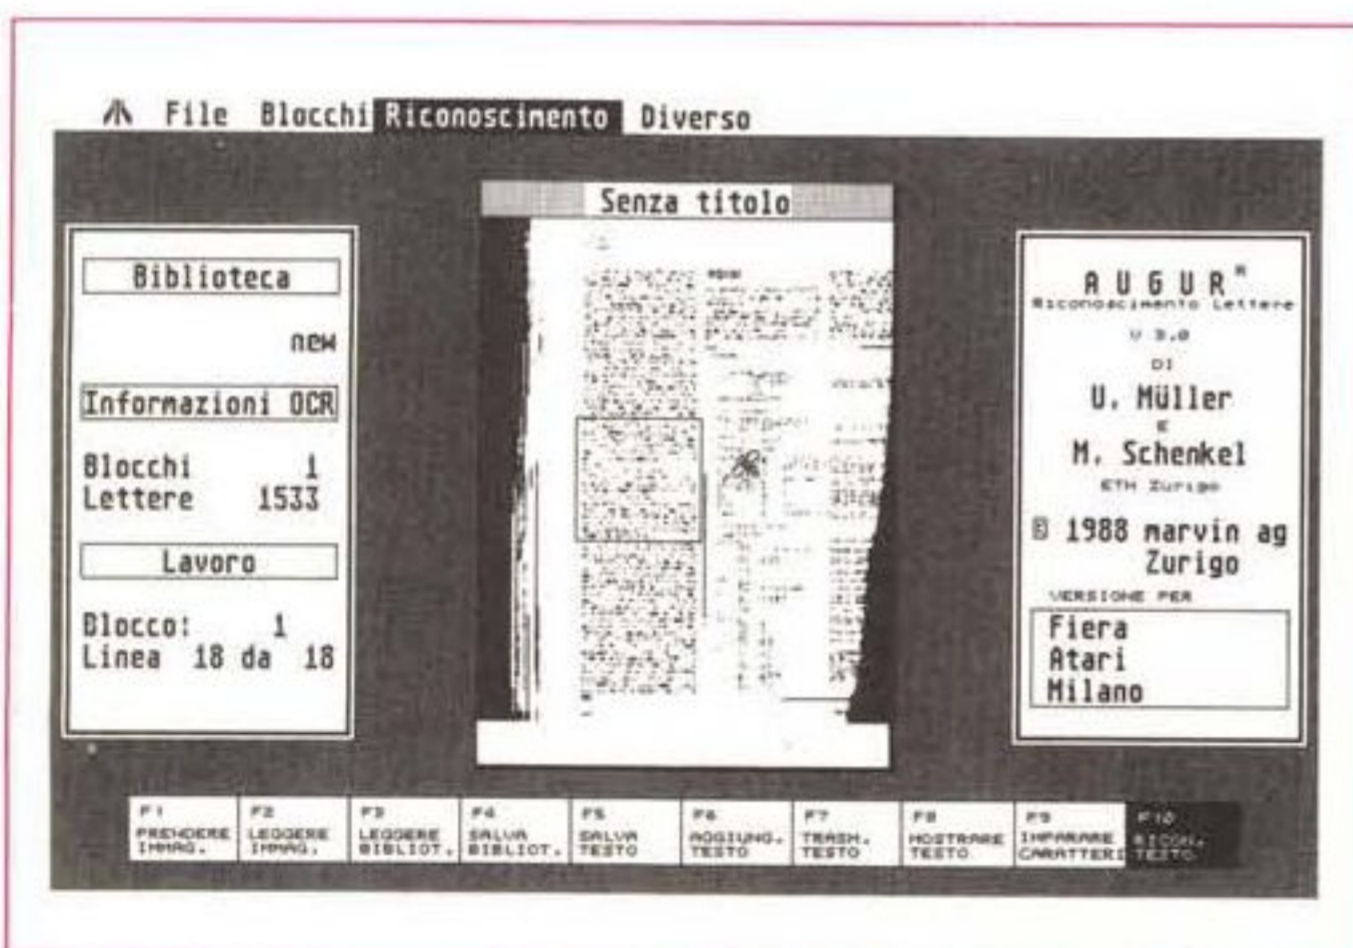 File Blocchi Riconoscimento Diverso
Senza titolo
Biblioteca
new
Informazioni OCR
Blocchi 1
Lettere 1533
Lavoro
Blocco: 1
Linea 18 da 18
AUGUR
Riconoscimento Lettere
V 3.0
DI
U. Müller
E
M. Schenkel
ETH Zurigo
© 1988 marvin ag
Zurigo
VERSIONE PER
Fiera
Atari
Milano
F1 PRENDERE IMMAG.
F2 LEGGERE IMMAG.
F3 LEGGERE BIBLIOT.
F4 SALVA BIBLIOT.
F5 SALVA TESTO
F6 AGGIUNG. TESTO
F7 TRASH. TESTO
F8 MOSTRARE TESTO
F9 IMPARARE CARATTERI
F10 RICON. TESTO